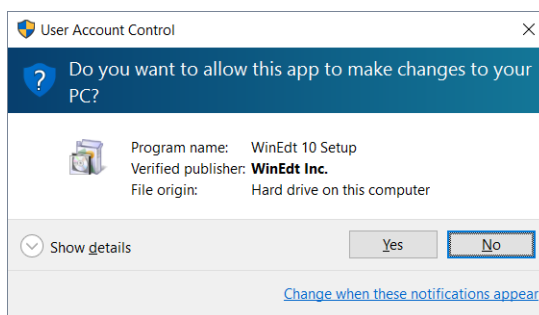 User Account Control
Do you want to allow this app to make changes to your
PC?
Program name: WinEdt 10 Setup
Verified publisher: WinEdt Inc.
File origin: Hard drive on this computer
Show details
Yes
No
Change when these notifications appear